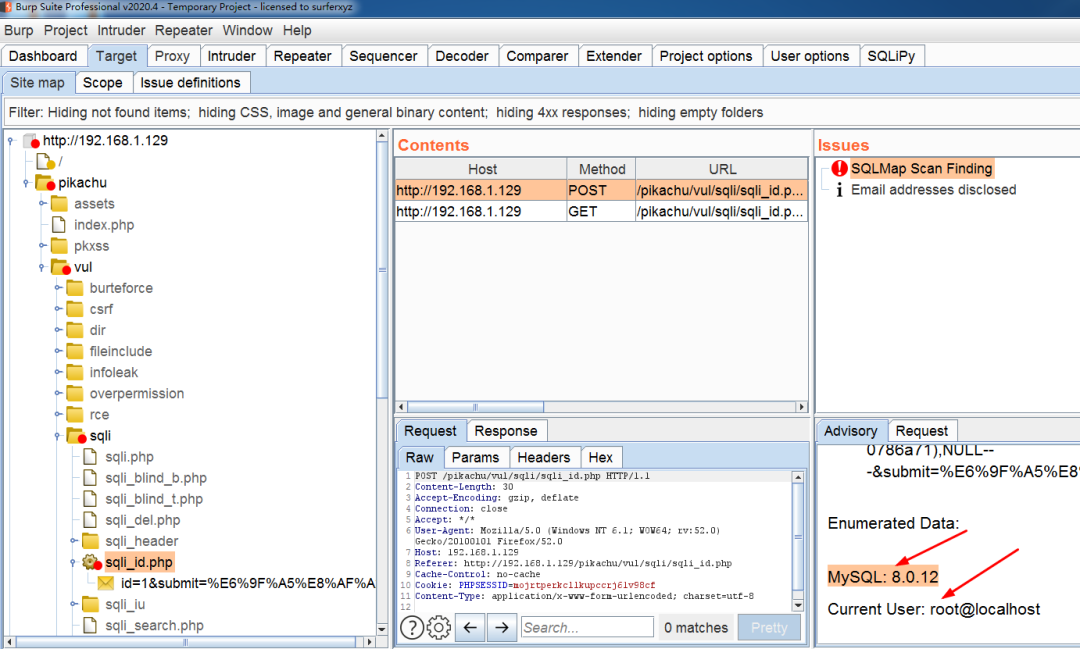 Burp Suite Professional v2020.4 - Temporary Project - licensed to surferxyz
Burp Project Intruder Repeater Window Help
Dashboard Target Proxy Intruder Repeater Sequencer Decoder Comparer Extender Project options User options SQLiPy
Site map Scope Issue definitions
Filter: Hiding not found items; hiding CSS, image and general binary content; hiding 4xx responses; hiding empty folders
http://192.168.1.129
/
pikachu
assets
index.php
pkxss
vul
burteforce
csrf
dir
fileinclude
infoleak
overpermission
rce
sqli
sqli.php
sqli_blind_b.php
sqli_blind_t.php
sqli_del.php
sqli_header
sqli_id.php
id=1&submit=%E6%9F%A5%E8%AF%A
sqli_iu
sqli_search.php
Contents
Host Method URL
http://192.168.1.129 POST /pikachu/vul/sqli/sqli_id.p...
http://192.168.1.129 GET /pikachu/vul/sqli/sqli_id.p...
Request Response
Raw Params Headers Hex
1 POST /pikachu/vul/sqli/sqli_id.php HTTP/1.1
2 Content-Length: 30
3 Accept-Encoding: gzip, deflate
4 Connection: close
5 Accept: */*
6 User-Agent: Mozilla/5.0 (Windows NT 6.1; WOW64; rv:52.0)
Gecko/20100101 Firefox/52.0
7 Host: 192.168.1.129
8 Referer: http://192.168.1.129/pikachu/vul/sqli/sqli_id.php
9 Cache-Control: no-cache
10 Cookie: PHPSESSID=mojrtperkcllkupccrj6lv98cf
11 Content-Type: application/x-www-form-urlencoded; charset=utf-8
12
? Search... 0 matches Pretty
Issues
SQLMap Scan Finding
Email addresses disclosed
Advisory Request
0786a71),NULL--
-&submit=%E6%9F%A5%E8
Enumerated Data:
MySQL: 8.0.12
Current User: root@localhost